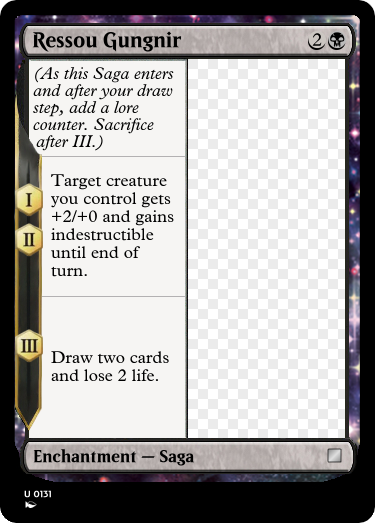 Ressou Gungnir 2
(As this Saga enters
and after your draw
step, add a lore
counter. Sacrifice
after III.)
I
II
Target creature
you control gets
+2/+0 and gains
indestructible
until end of
turn.
III
Draw two cards
and lose 2 life.
Enchantment — Saga
U 0131